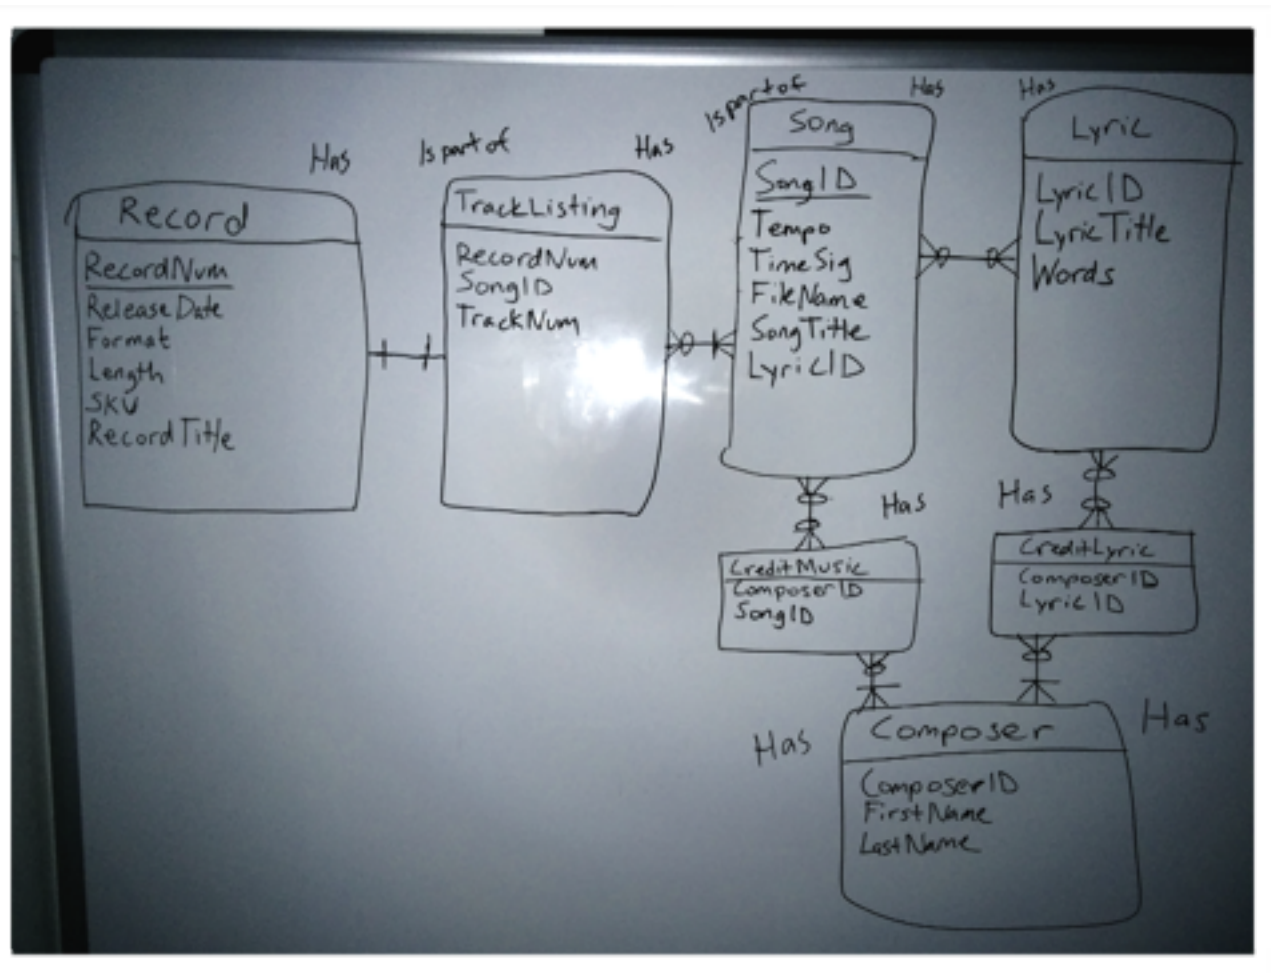 Has
Is part of
Has
Is part of
Has
Has
Record
RecordNum
ReleaseDate
Format
Length
SKU
RecordTitle
TrackListing
RecordNum
SongID
TrackNum
Song
SongID
Tempo
TimeSig
FileName
SongTitle
LyricID
Lyric
LyricID
LyricTitle
Words
Has
Has
CreditMusic
ComposerID
SongID
CreditLyric
ComposerID
LyricID
Has
Has
Composer
ComposerID
FirstName
LastName